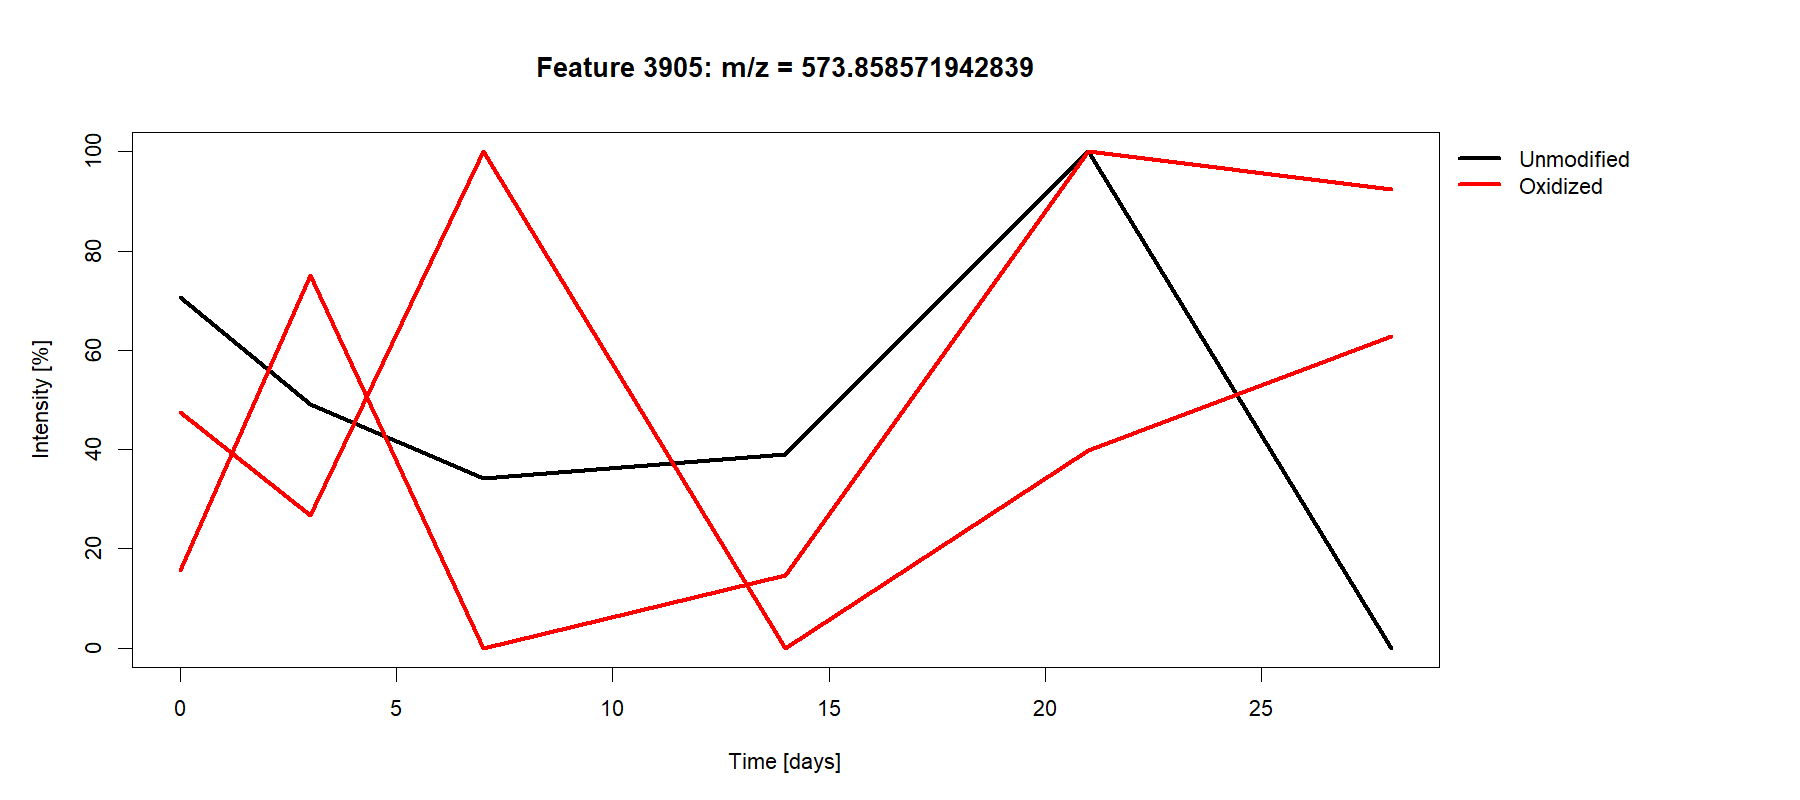 Feature 3905: m/z = 573.858571942839
Unmodified
Oxidized
Intensity [%]
100
80
60
40
20
0
0 5 10 15 20 25
Time [days]